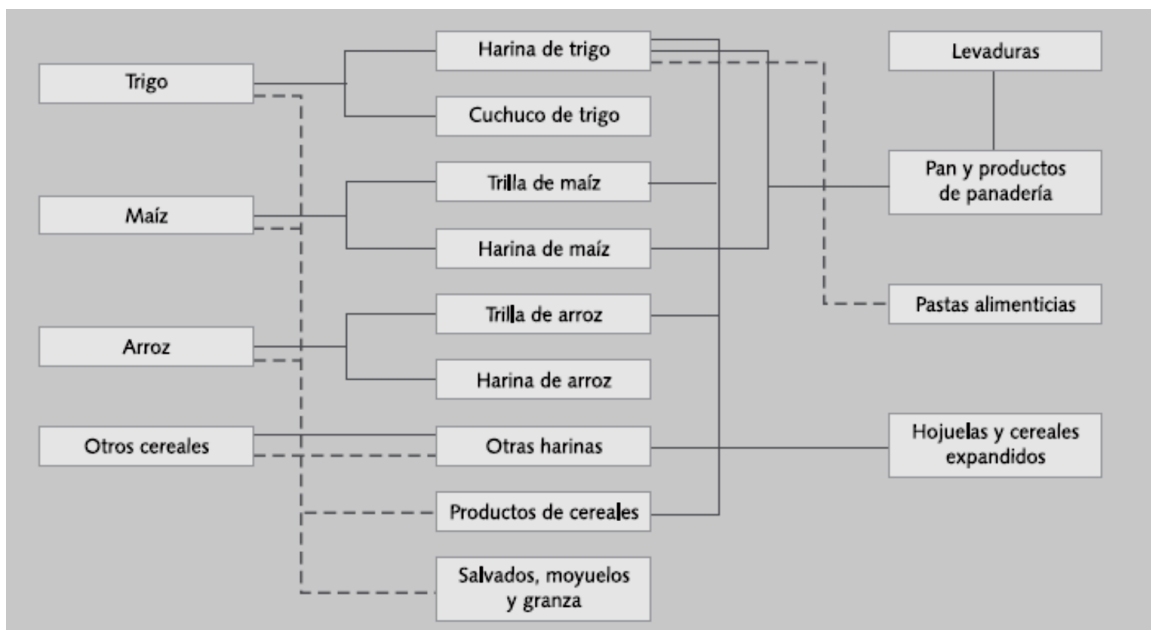 Trigo
Maíz
Arroz
Otros cereales
Harina de trigo
Cuchuco de trigo
Trilla de maíz
Harina de maíz
Trilla de arroz
Harina de arroz
Otras harinas
Productos de cereales
Salvados, moyuelos
y granza
Levaduras
Pan y productos
de panadería
Pastas alimenticias
Hojuelas y cereales
expandidos